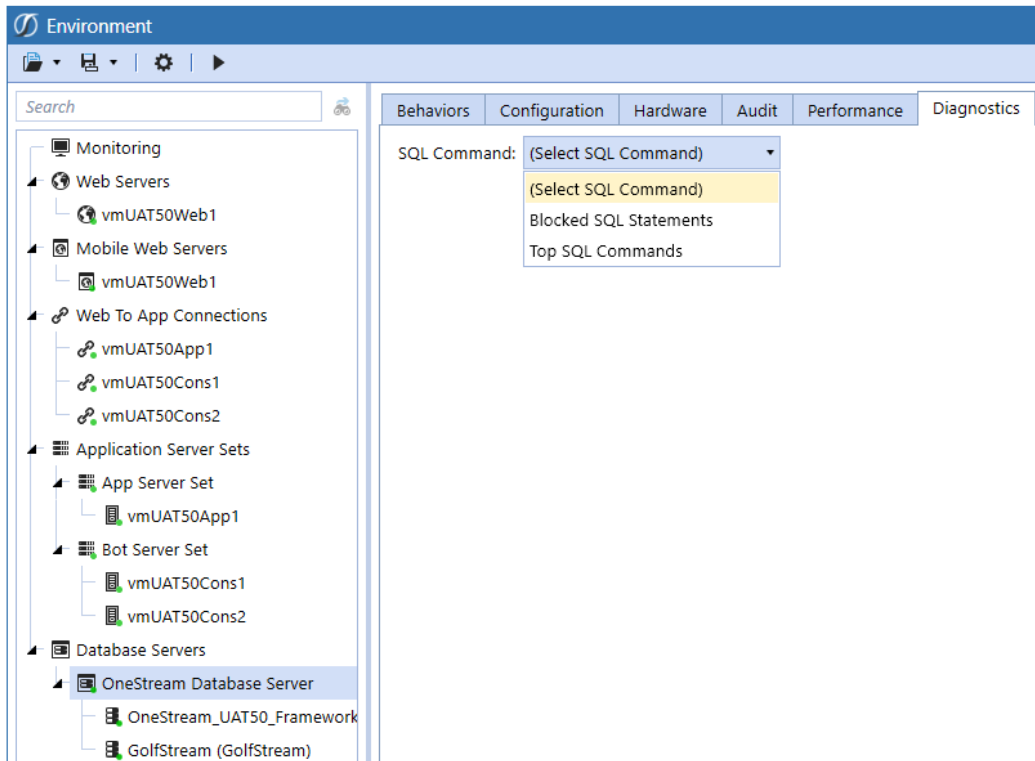 Environment
Search
Monitoring
Web Servers
vmUAT50Web1
Mobile Web Servers
vmUAT50Web1
Web To App Connections
vmUAT50App1
vmUAT50Cons1
vmUAT50Cons2
Application Server Sets
App Server Set
vmUAT50App1
Bot Server Set
vmUAT50Cons1
vmUAT50Cons2
Database Servers
OneStream Database Server
OneStream_UAT50_Framework
GolfStream (GolfStream)
Behaviors Configuration Hardware Audit Performance Diagnostics
SQL Command: (Select SQL Command)
(Select SQL Command)
Blocked SQL Statements
Top SQL Commands